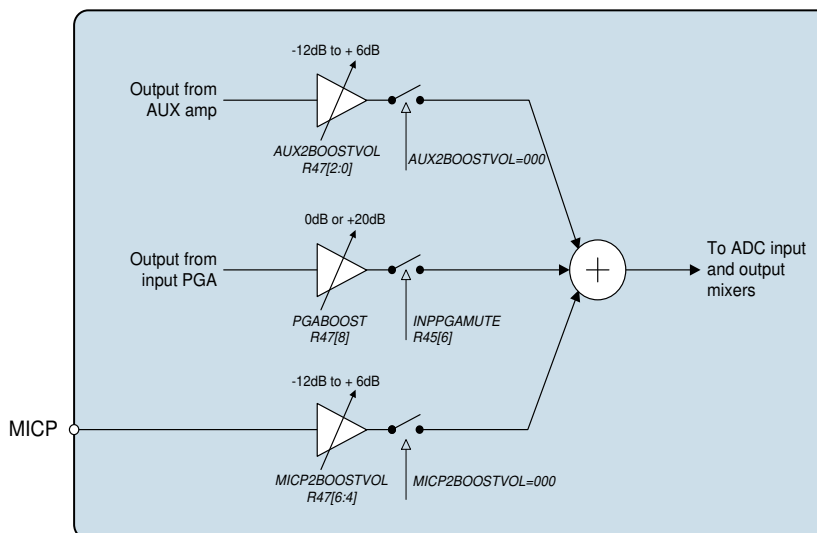 -12dB to + 6dB
Output from
AUX amp
AUX2BOOSTVOL
R47[2:0]
AUX2BOOSTVOL=000
0dB or +20dB
Output from
input PGA
PGABOOST
R47[8]
INPPGAMUTE
R45[6]
+
To ADC input
and output
mixers
-12dB to + 6dB
MICP
MICP2BOOSTVOL
R47[6:4]
MICP2BOOSTVOL=000